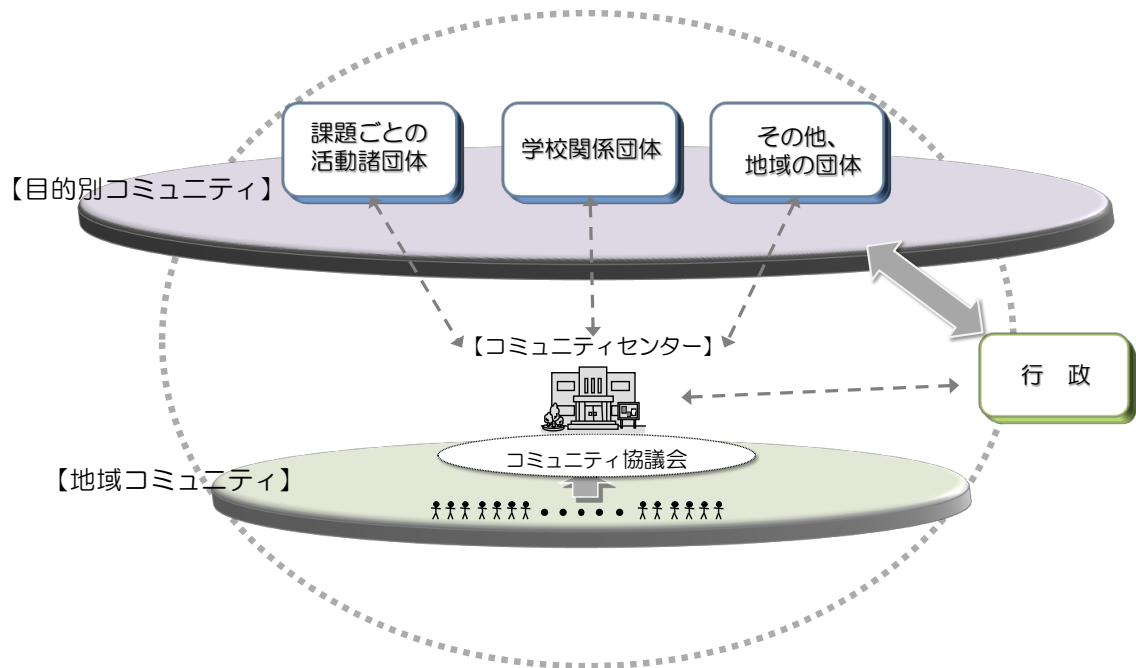 課題ごとの
活動諸団体
学校関係団体
その他、
地域の団体
【目的別コミュニティ】
【コミュニティセンター】
行　政
コミュニティ協議会
【地域コミュニティ】